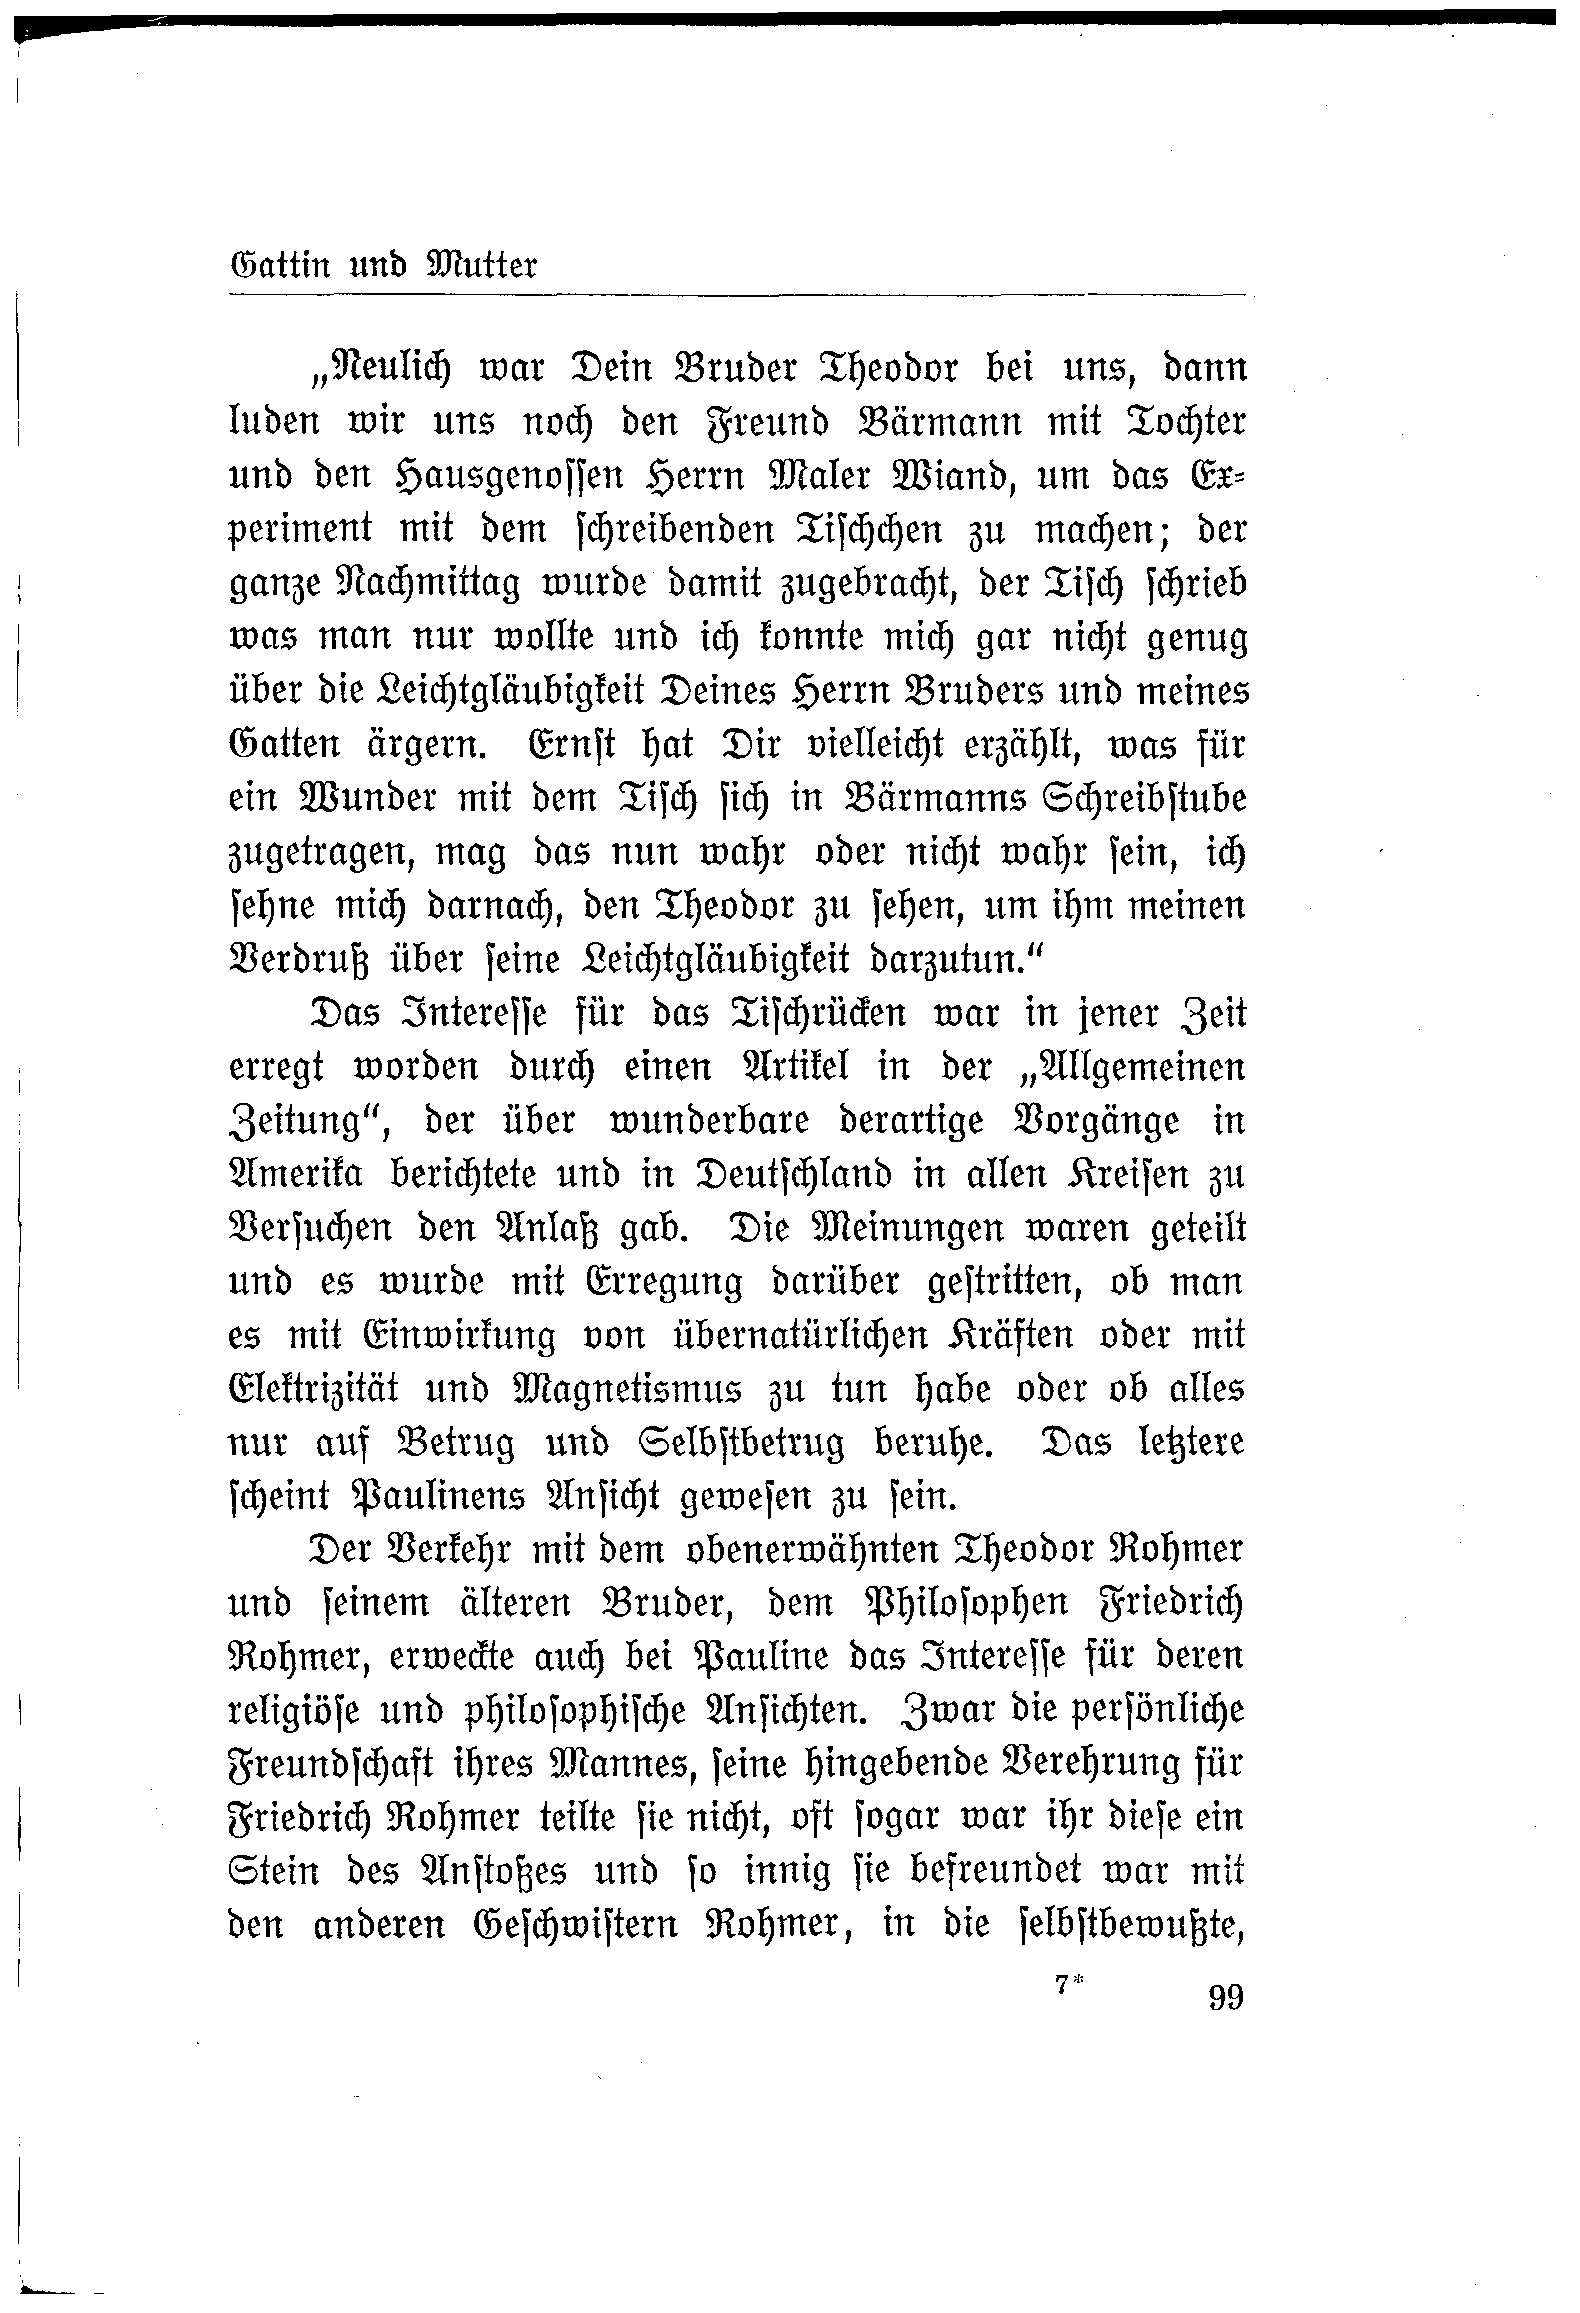 Gattin und Mutter
„Neulich war Dein Bruder Theodor bei uns, dann
luden wir uns noch den Freund Bärmann mit Tochter
und den Hausgenossen Herrn Maler Wiand, um das Ex-
periment mit dem schreibenden Tischchen zu machen; der
ganze Nachmittag wurde damit zugebracht, der Tisch schrieb
was man nur wollte und ich konnte mich gar nicht genug
über die Leichtgläubigkeit Deines Herrn Bruders und meines
Gatten ärgern. Ernst hat Dir vielleicht erzählt, was für
ein Wunder mit dem Tisch sich in Bärmanns Schreibstube
zugetragen, mag das nun wahr oder nicht wahr sein, ich
sehne mich darnach, den Theodor zu sehen, um ihm meinen
Verdruß über seine Leichtgläubigkeit darzutun.“
Das Interesse für das Tischrücken war in jener Zeit
erregt worden durch einen Artikel in der „Allgemeinen
Zeitung“, der über wunderbare derartige Vorgänge in
Amerika berichtete und in Deutschland in allen Kreisen zu
Versuchen den Anlaß gab. Die Meinungen waren geteilt
und es wurde mit Erregung darüber gestritten, ob man
es mit Einwirkung von übernatürlichen Kräften oder mit
Elektrizität und Magnetismus zu tun habe oder ob alles
nur auf Betrug und Selbstbetrug beruhe. Das letztere
scheint Paulinens Ansicht gewesen zu sein.
Der Verkehr mit dem obenerwähnten Theodor Rohmer
und seinem älteren Bruder, dem Philosophen Friedrich
Rohmer, erweckte auch bei Pauline das Interesse für deren
religiöse und philosophische Ansichten. Zwar die persönliche
Freundschaft ihres Mannes, seine hingebende Verehrung für
Friedrich Rohmer teilte sie nicht, oft sogar war ihr diese ein
Stein des Anstoßes und so innig sie befreundet war mit
den anderen Geschwistern Rohmer, in die selbstbewußte,
7*
99